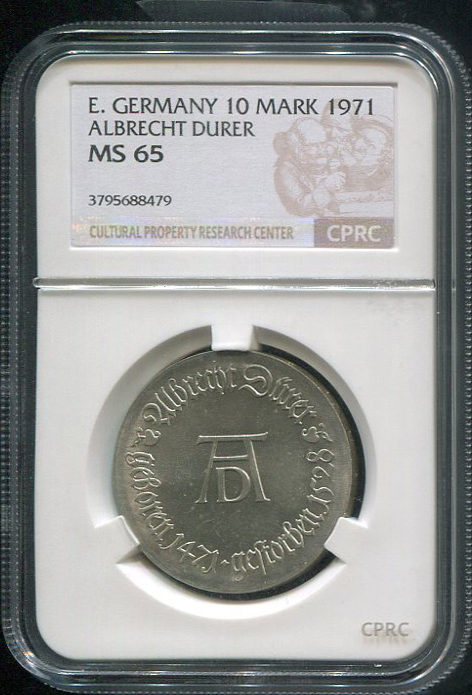 E. GERMANY 10 MARK 1971
ALBRECHT DURER
MS 65
3795688479
CULTURAL PROPERTY RESEARCH CENTER
CPRC
Albrecht Dürer
geboren 1471 · gestorben 1528
AD
CPRC